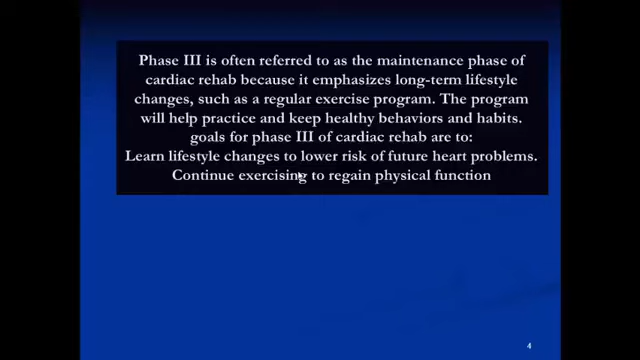 Phase III is often referred to as the maintenance phase of
cardiac rehab because it emphasizes long-term lifestyle
changes, such as a regular exercise program. The program
will help practice and keep healthy behaviors and habits.
goals for phase III of cardiac rehab are to:
Learn lifestyle changes to lower risk of future heart problems.
Continue exercising to regain physical function
4